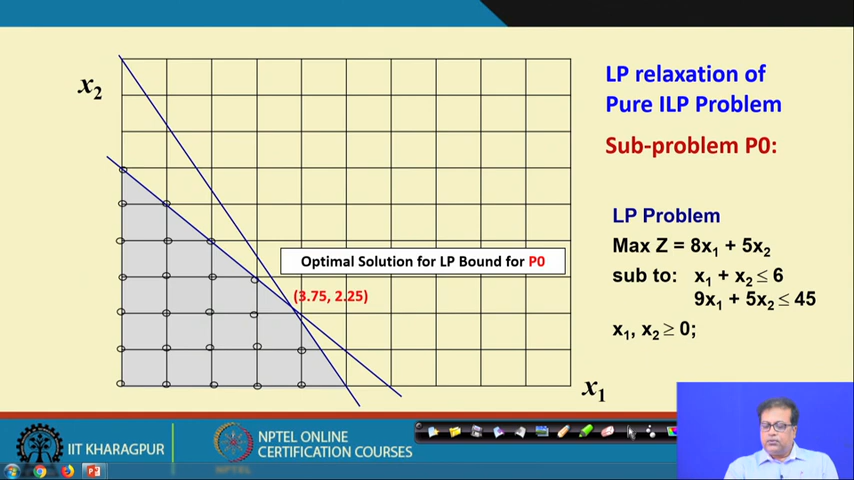 x2
LP relaxation of
Pure ILP Problem
Sub-problem P0:
LP Problem
Max Z = 8x1 + 5x2
sub to: x1 + x2 ≤ 6
9x1 + 5x2 ≤ 45
x1, x2 ≥ 0;
Optimal Solution for LP Bound for P0
(3.75, 2.25)
x1
IIT KHARAGPUR
NPTEL ONLINE
CERTIFICATION COURSES
NPTEL